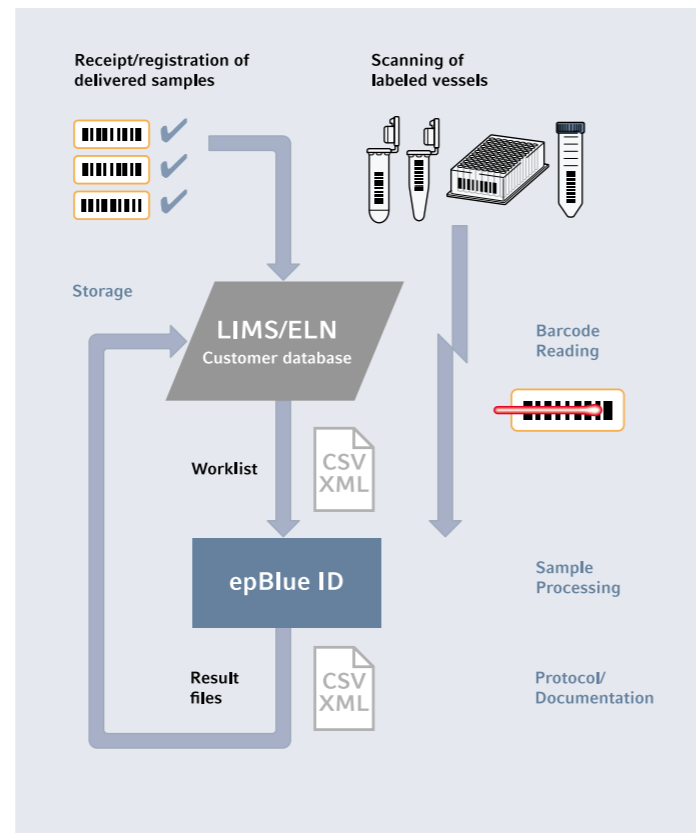 Receipt/registration of
delivered samples
Scanning of
labeled vessels
Storage
LIMS/ELN
Customer database
Barcode
Reading
Worklist
CSV
XML
epBlue ID
Sample
Processing
Result
files
CSV
XML
Protocol/
Documentation